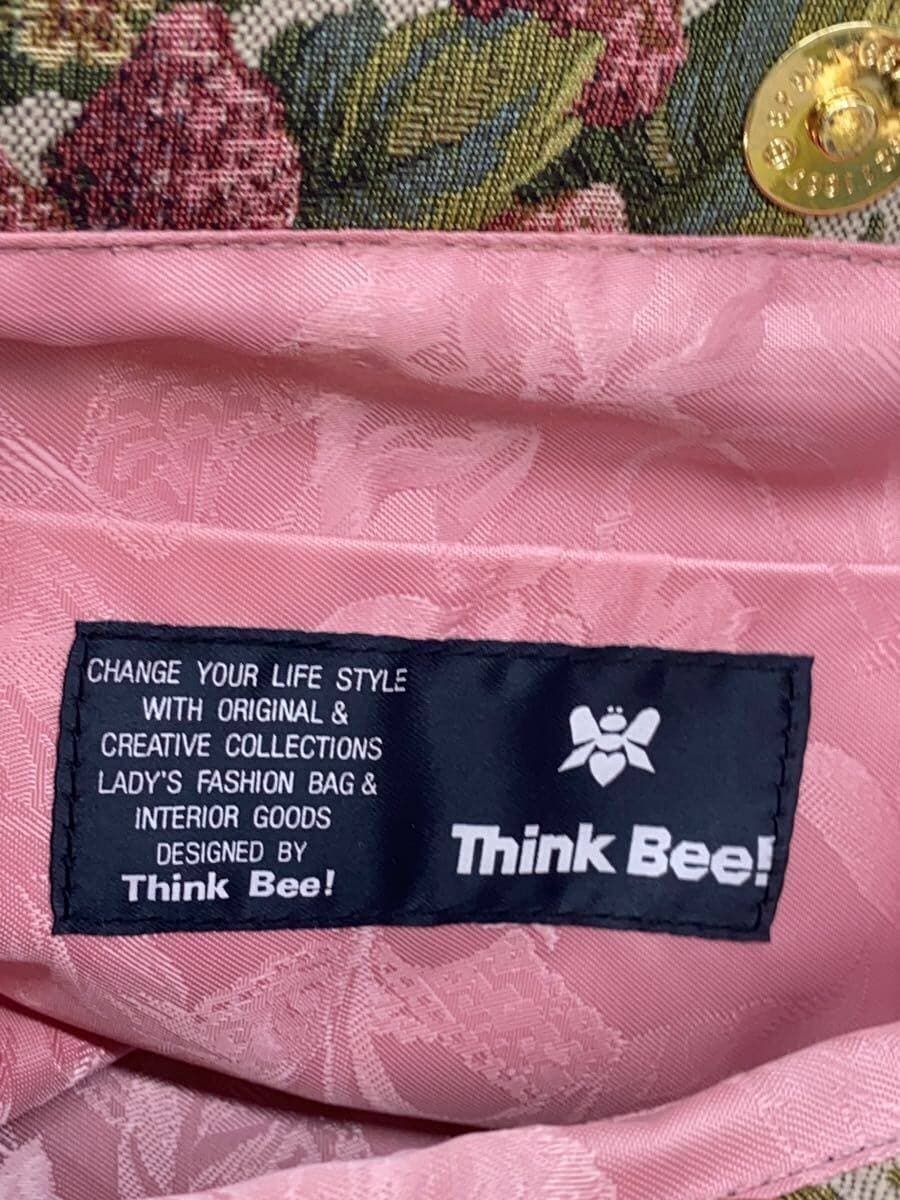 CHANGE YOUR LIFE STYLE
WITH ORIGINAL &
CREATIVE COLLECTIONS
LADY'S FASHION BAG &
INTERIOR GOODS
DESIGNED BY
Think Bee!
Think Bee!